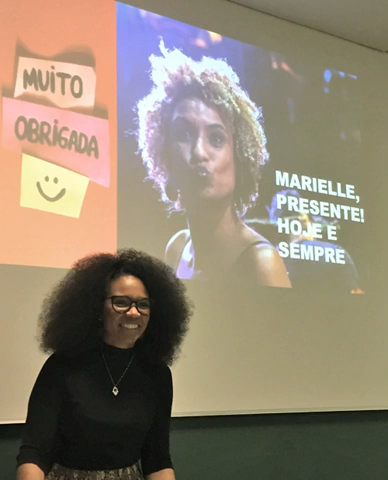 MUITO
OBRIGADA
MARIELLE,
PRESENTE!
HOJE E
SEMPRE